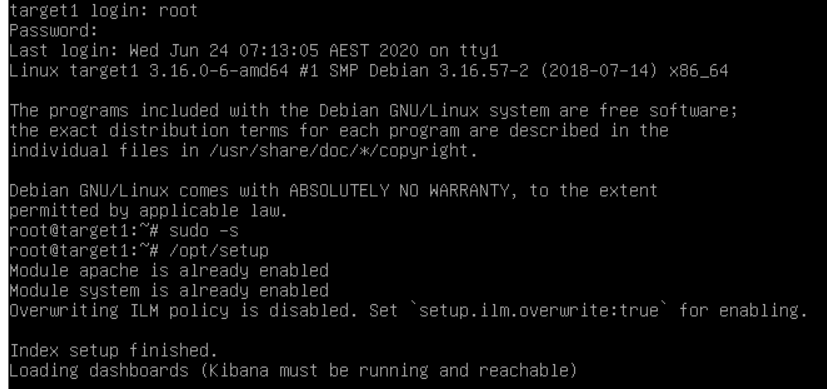 target1 login: root
Password:
Last login: Wed Jun 24 07:13:05 AEST 2020 on tty1
Linux target1 3.16.0-6-amd64 #1 SMP Debian 3.16.57-2 (2018-07-14) x86_64
The programs included with the Debian GNU/Linux system are free software;
the exact distribution terms for each program are described in the
individual files in /usr/share/doc/*/copyright.
Debian GNU/Linux comes with ABSOLUTELY NO WARRANTY, to the extent
permitted by applicable law.
root@target1:~# sudo -s
root@target1:~# /opt/setup
Module apache is already enabled
Module system is already enabled
Overwriting ILM policy is disabled. Set `setup.ilm.overwrite:true` for enabling.
Index setup finished.
Loading dashboards (Kibana must be running and reachable)